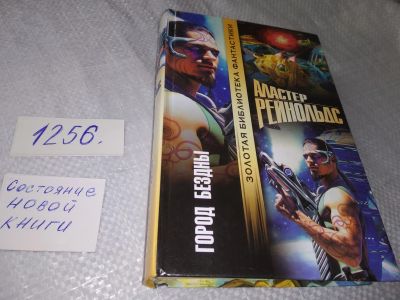 1256.
Состояние
новой
книги
ГОРОД БЕЗДНЫ
ЗОЛОТАЯ БИБЛИОТЕКА ФАНТАСТИКИ
АЛАСТЕР
РЕЙНОЛЬДС